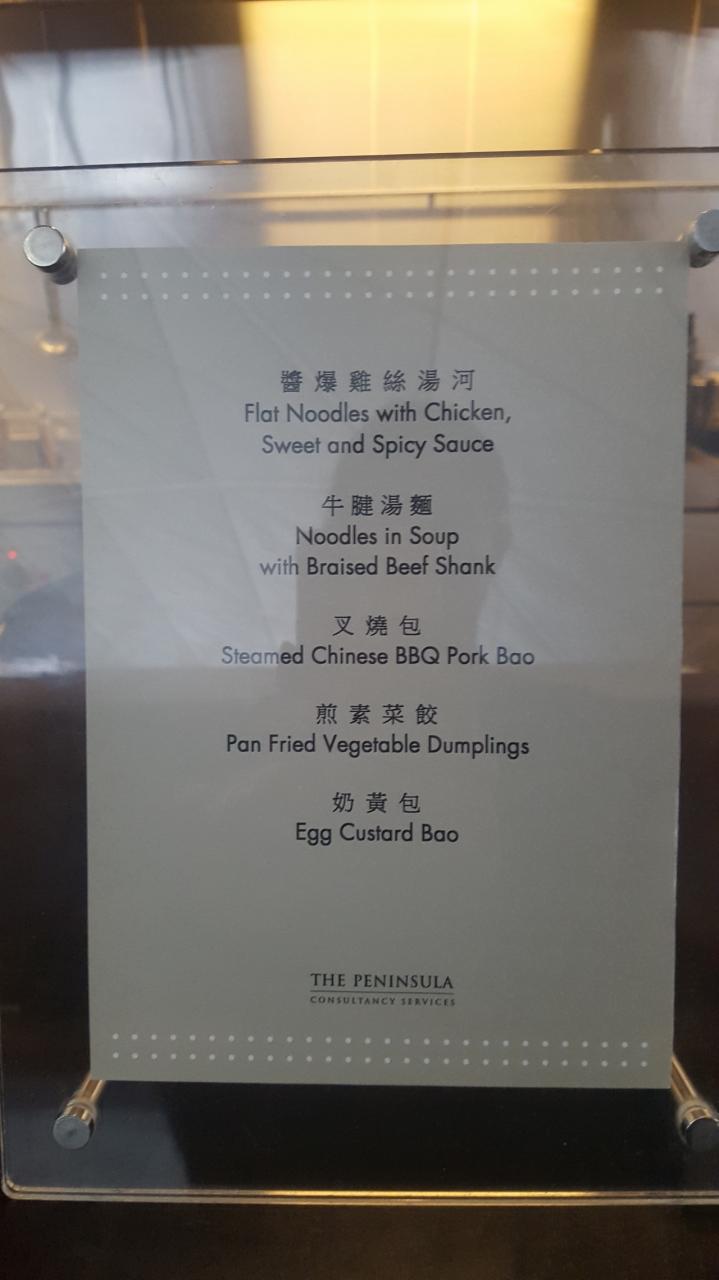 醬爆雞絲湯河
Flat Noodles with Chicken,
Sweet and Spicy Sauce
牛腱湯麵
Noodles in Soup
with Braised Beef Shank
叉燒包
Steamed Chinese BBQ Pork Bao
煎素菜餃
Pan Fried Vegetable Dumplings
奶黃包
Egg Custard Bao
THE PENINSULA
CONSULTANCY SERVICES